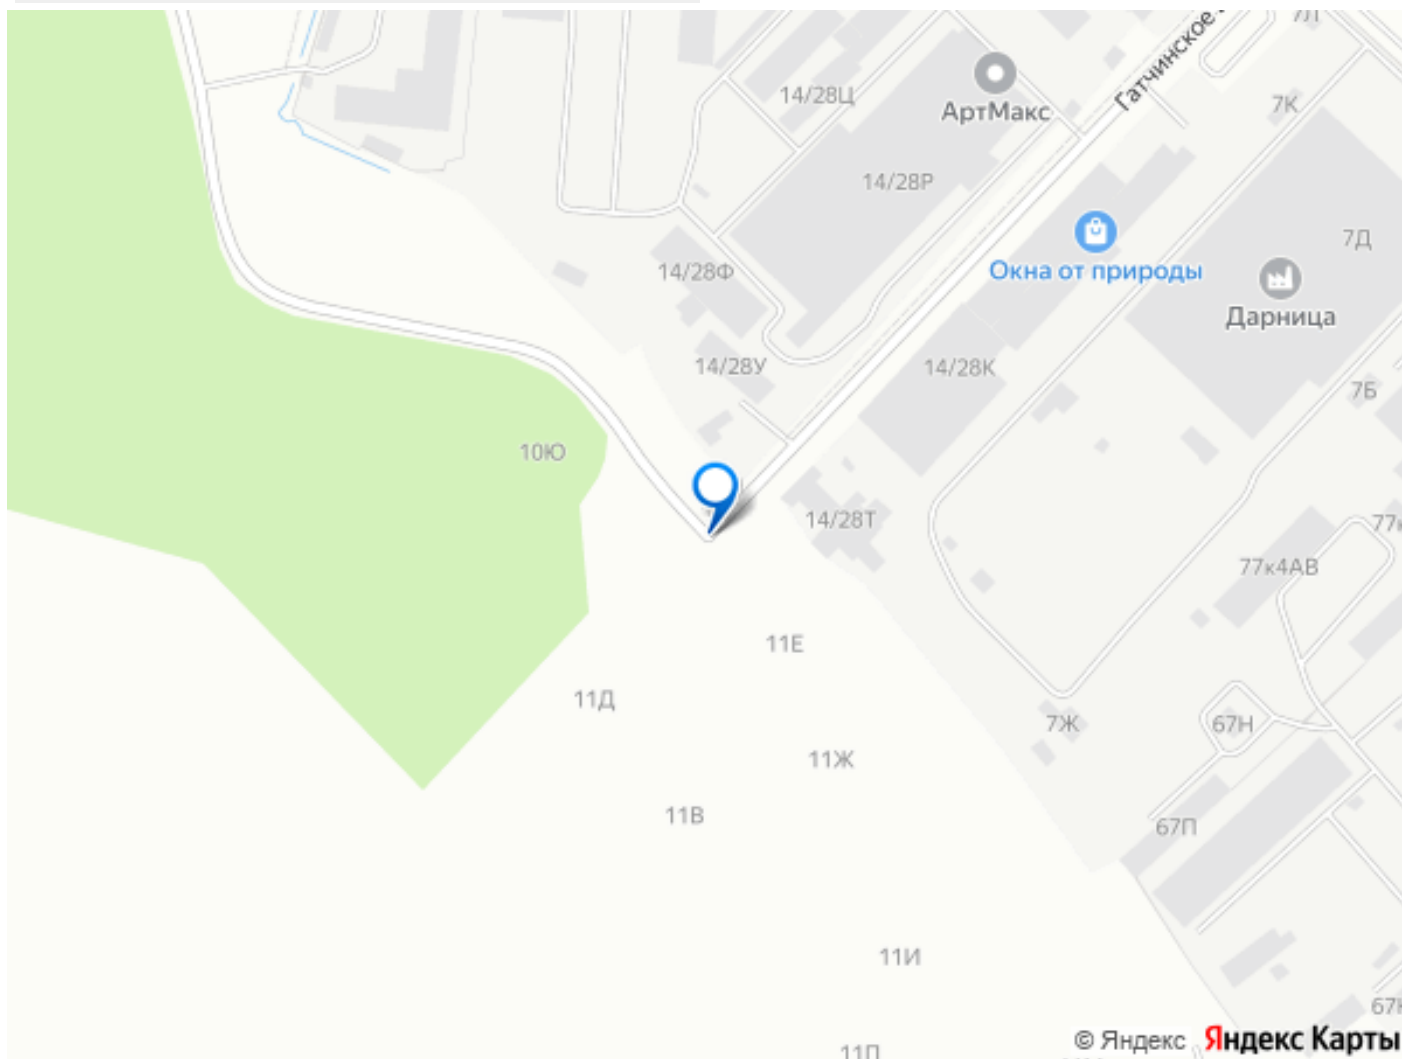 7Л
Гатчинское
14/28Ц
АртМакс
7К
14/28Р
7Д
14/28Ф
Окна от природы
Дарница
14/28У
14/28К
7Б
10Ю
14/28Т
77к4АВ
11Е
11Д
7Ж
67Н
11Ж
11В
67П
11И
© Яндекс Яндекс Карты
11П